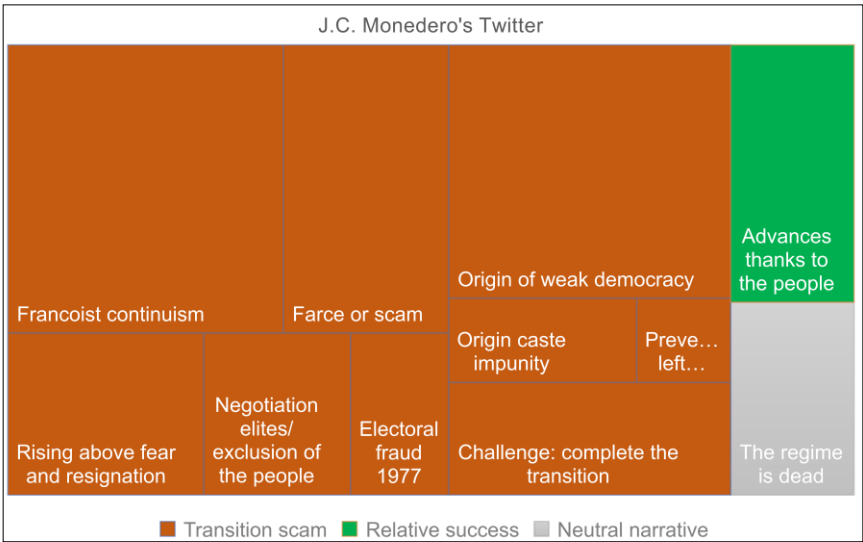 J.C. Monedero's Twitter
Francoist continuism
Farce or scam
Origin of weak democracy
Advances
thanks to
the people
Origin caste
impunity
Preve…
left…
Rising above fear
and resignation
Negotiation
elites/
exclusion of
the people
Electoral
fraud
1977
Challenge: complete the
transition
The regime
is dead
Transition scam
Relative success
Neutral narrative